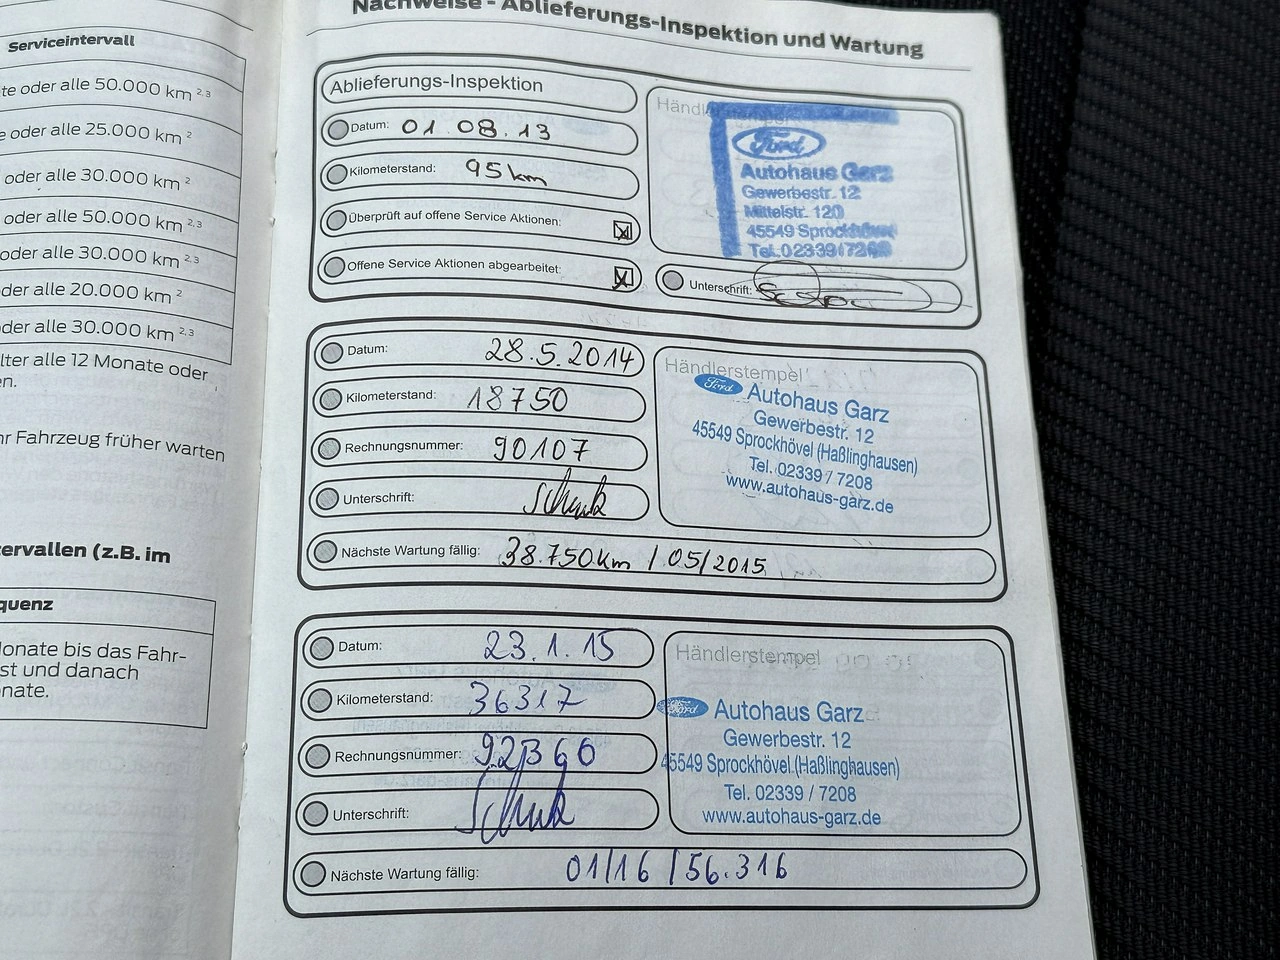 Serviceintervall
te oder alle 50.000 km 2,3
e oder alle 25.000 km 2
oder alle 30.000 km 2
oder alle 50.000 km 2,3
oder alle 30.000 km 2,3
der alle 20.000 km 2
der alle 30.000 km 2,3
lter alle 12 Monate oder
en.
hr Fahrzeug früher warten
ervallen (z.B. im
quenz
Monate bis das Fahr-
st und danach
nate.
Nachweise - Ablieferungs-Inspektion und Wartung
Ablieferungs-Inspektion
Datum: 01.08.13
Kilometerstand: 95 km
Überprüft auf offene Service Aktionen:
Offene Service Aktionen abgearbeitet:
Ford
Autohaus Garz
Gewerbestr. 12
Mittelstr. 120
45549 Sprockhövel
Tel.
Unterschrift:
Datum: 28.5.2014
Kilometerstand: 18750
Rechnungsnummer: 90107
Unterschrift:
Nächste Wartung fällig: 38.750km / 05/2015
Händlerstempel
Ford Autohaus Garz
Gewerbestr. 12
45549 Sprockhövel (Haßlinghausen)
Tel. 02339 / 7208
www.autohaus-garz.de
Datum: 23.1.15
Kilometerstand: 36317
Rechnungsnummer:
Unterschrift:
Nächste Wartung fällig: 01/16 / 56.316
Händlerstempel
Ford Autohaus Garz
Gewerbestr. 12
45549 Sprockhövel (Haßlinghausen)
Tel. 02339 / 7208
www.autohaus-garz.de